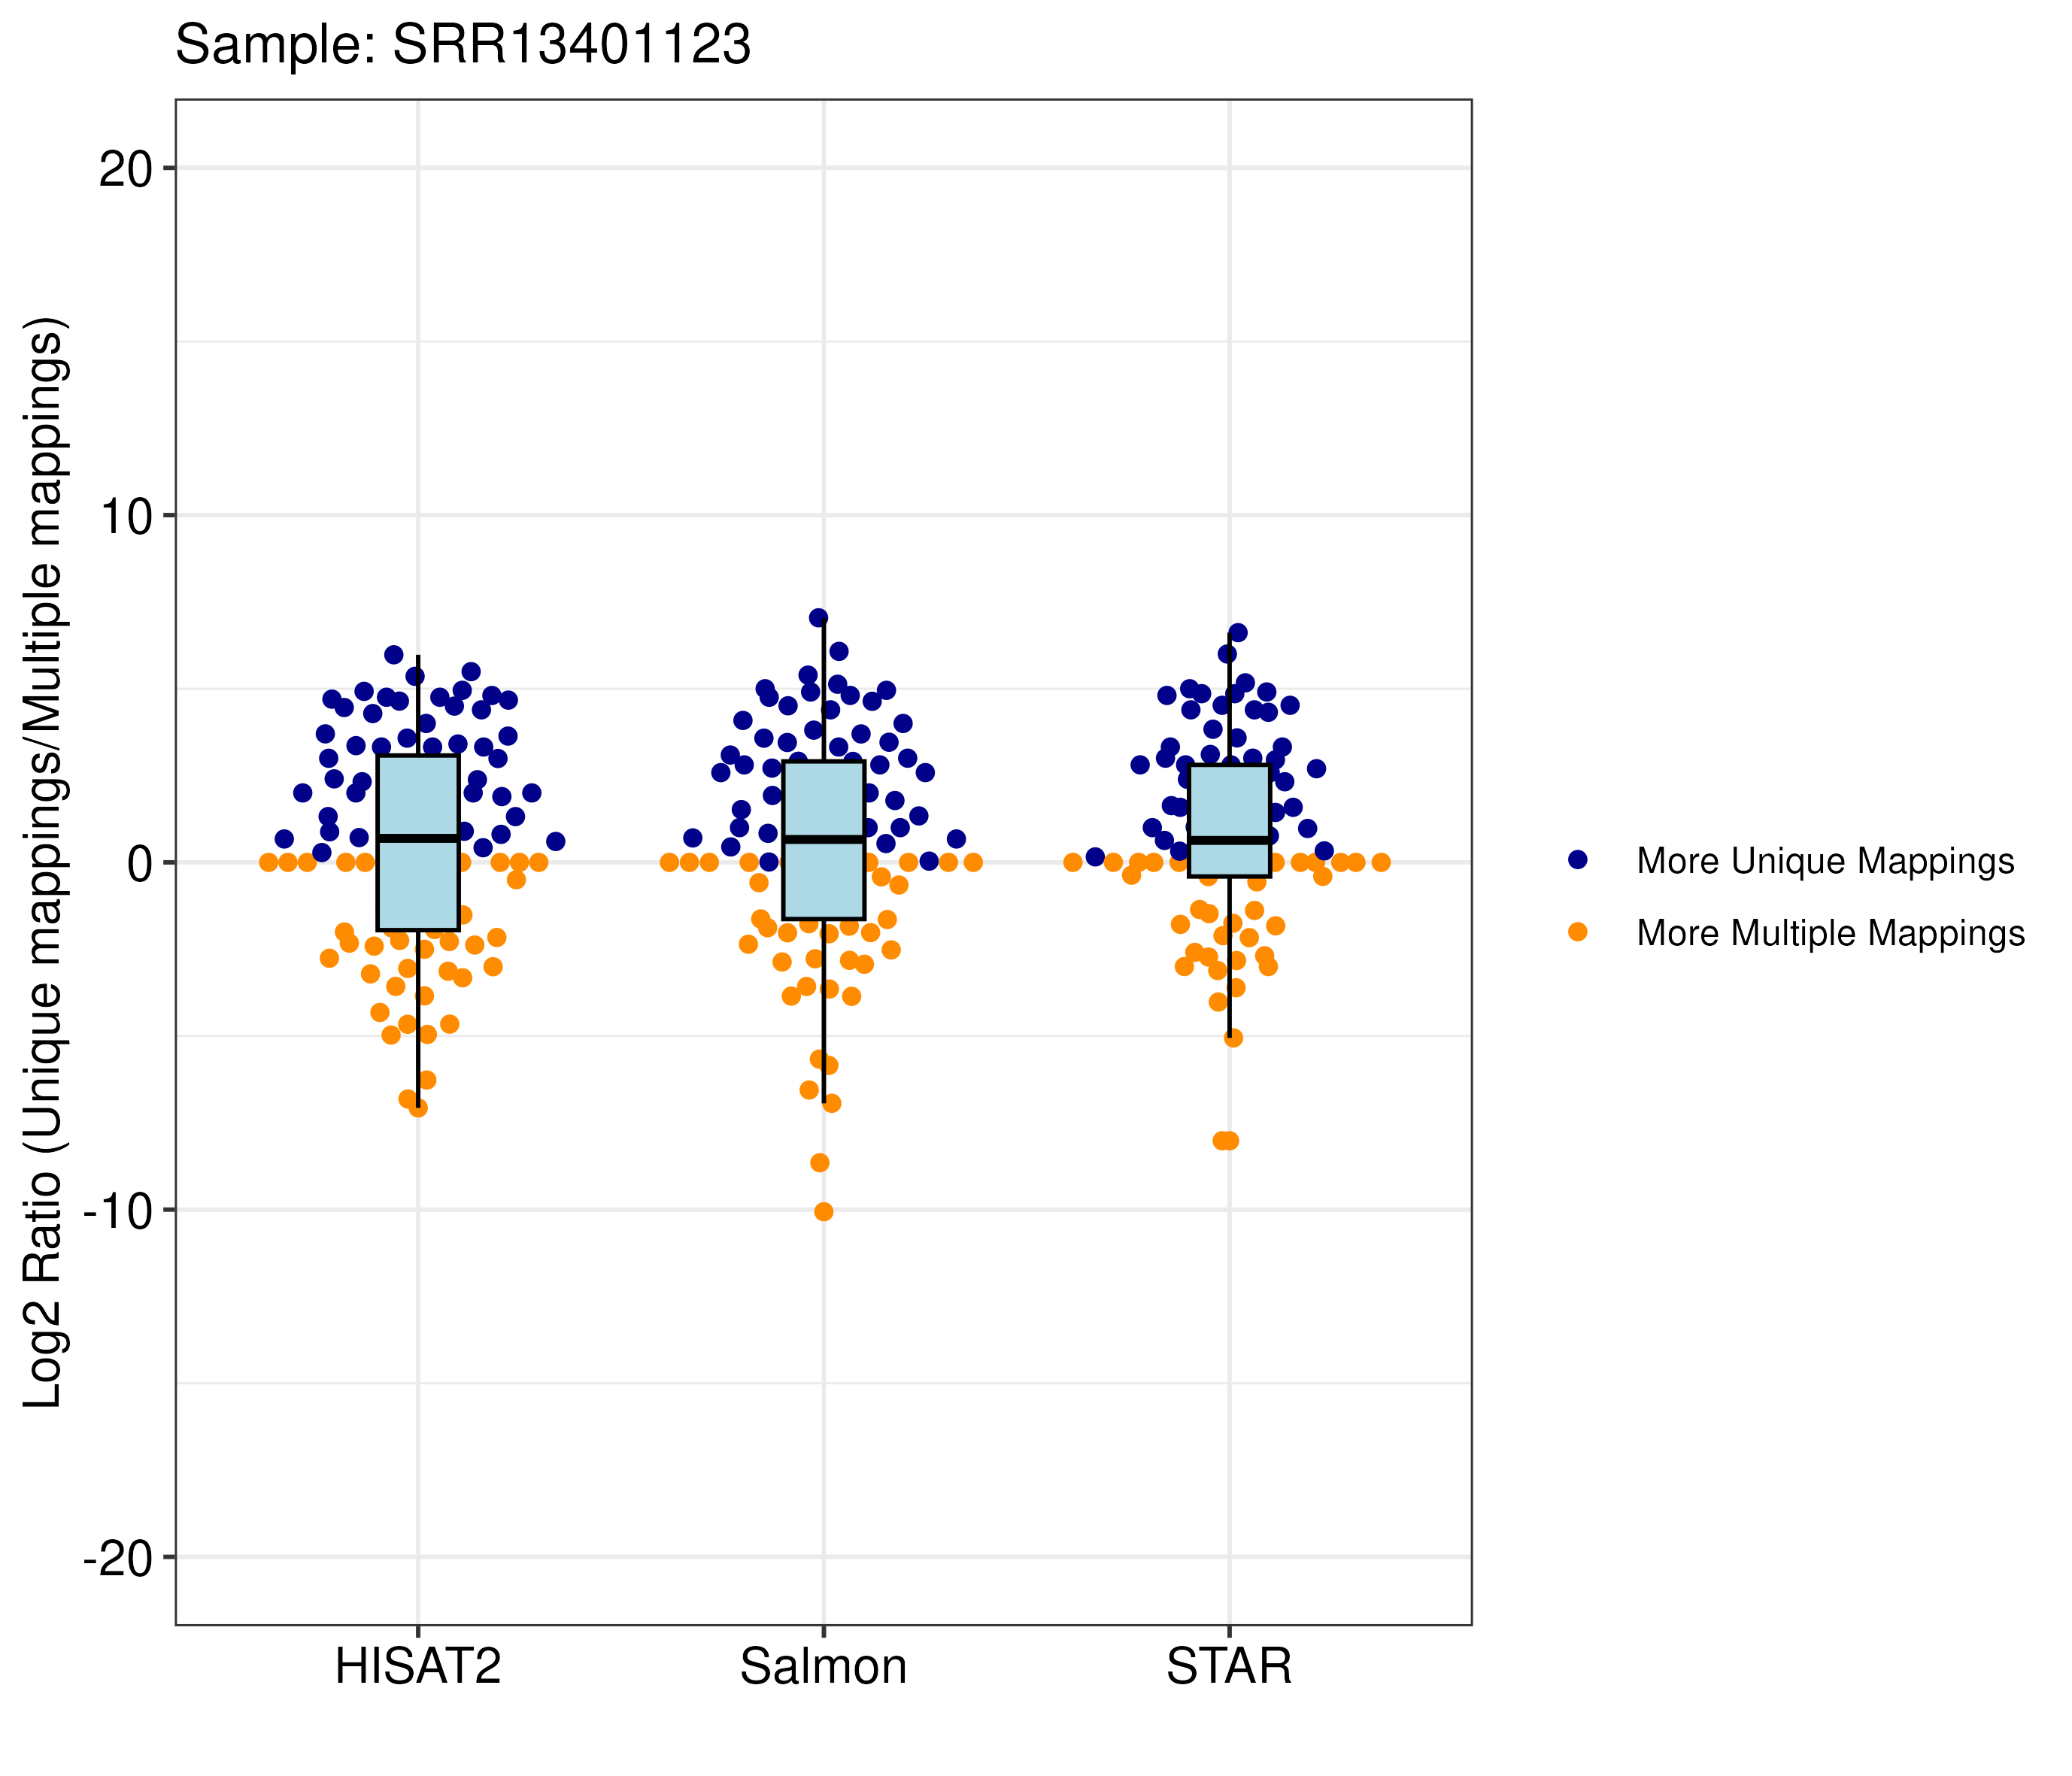 Sample: SRR13401123
Log2 Ratio (Unique mappings/Multiple mappings)
20
10
0
-10
-20
HISAT2
Salmon
STAR
More Unique Mappings
More Multiple Mappings